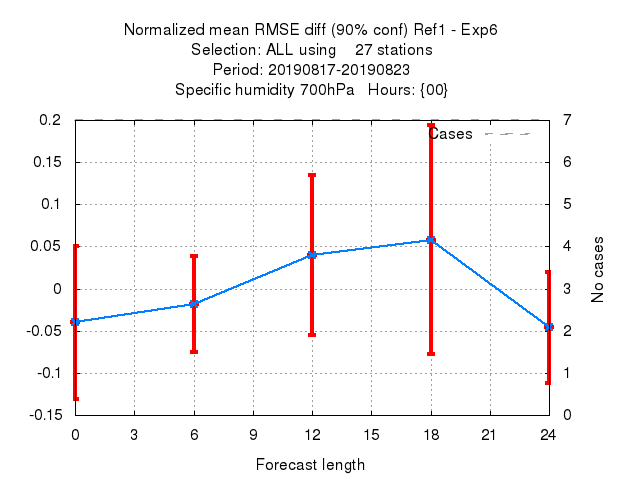 Normalized mean RMSE diff (90% conf) Ref1 - Exp6
Selection: ALL using    27 stations
Period: 20190817-20190823
Specific humidity 700hPa   Hours: {00}
Cases
0.2
0.15
0.1
0.05
0
-0.05
-0.1
-0.15
7
6
5
4
3
2
1
0
No cases
0 3 6 9 12 15 18 21 24
Forecast length